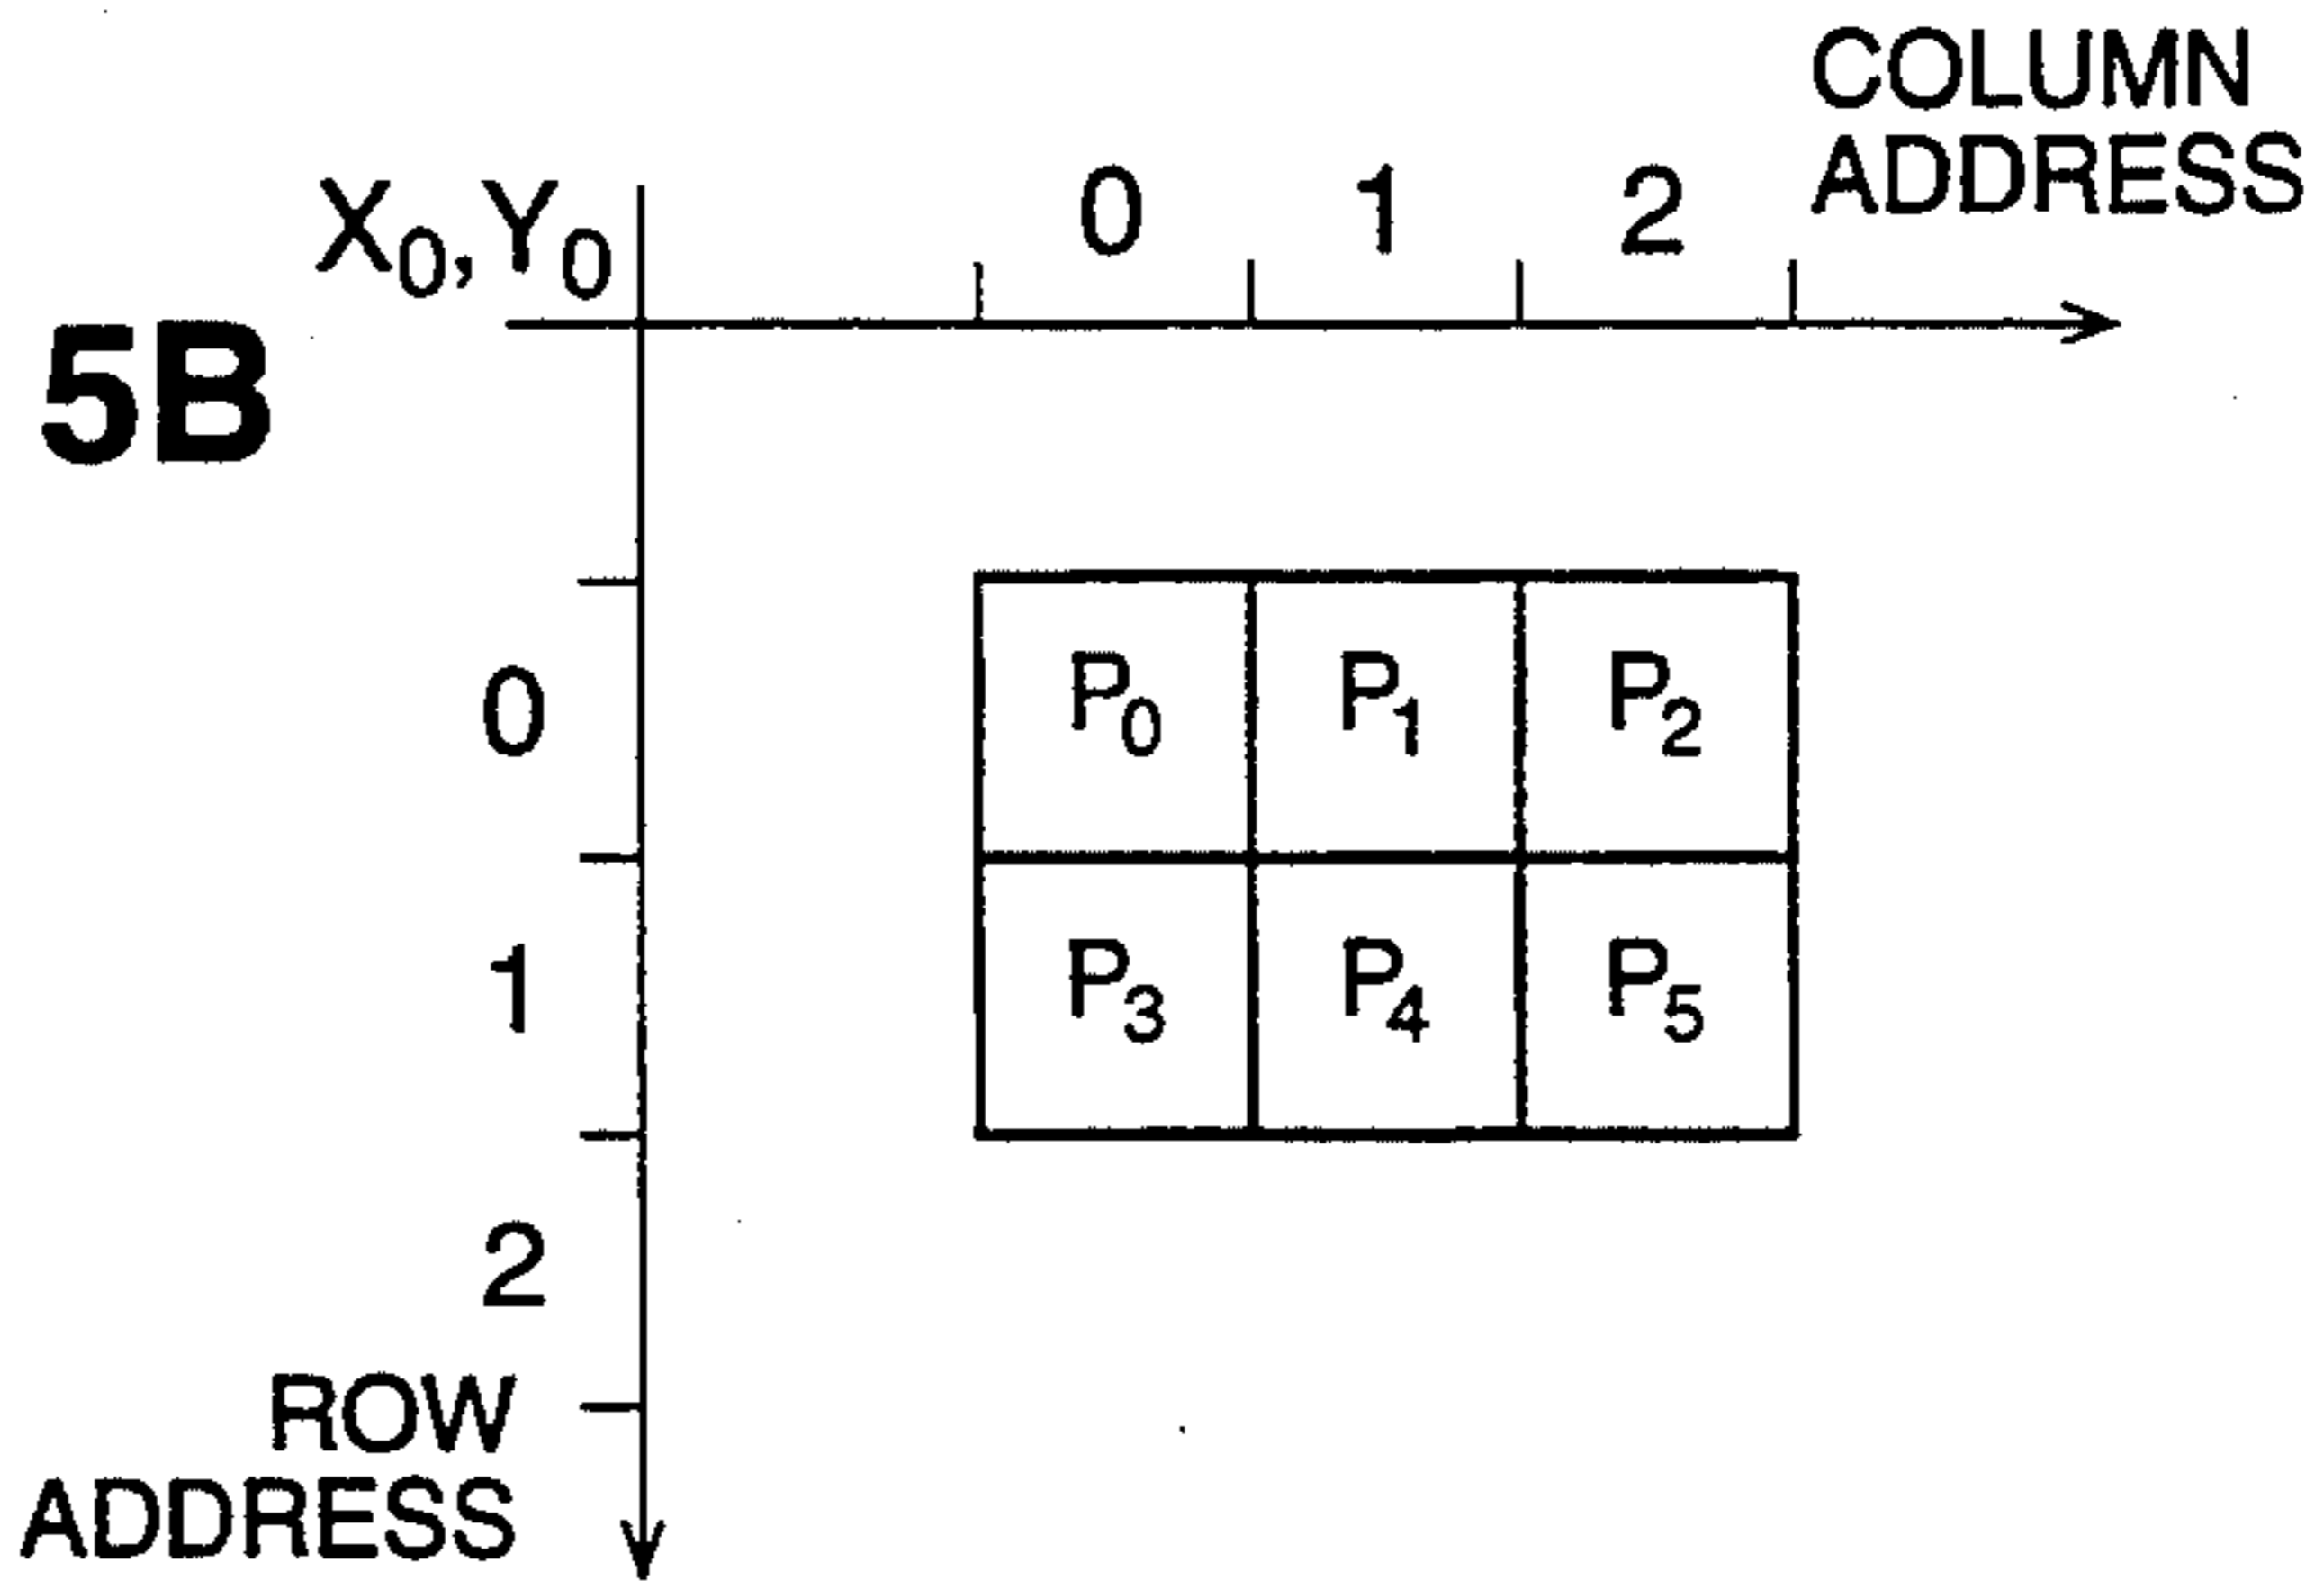 COLUMN
ADDRESS
X₀,Y₀ 0 1 2
5B
0 P₀ P₁ P₂
1 P₃ P₄ P₅
2
ROW
ADDRESS